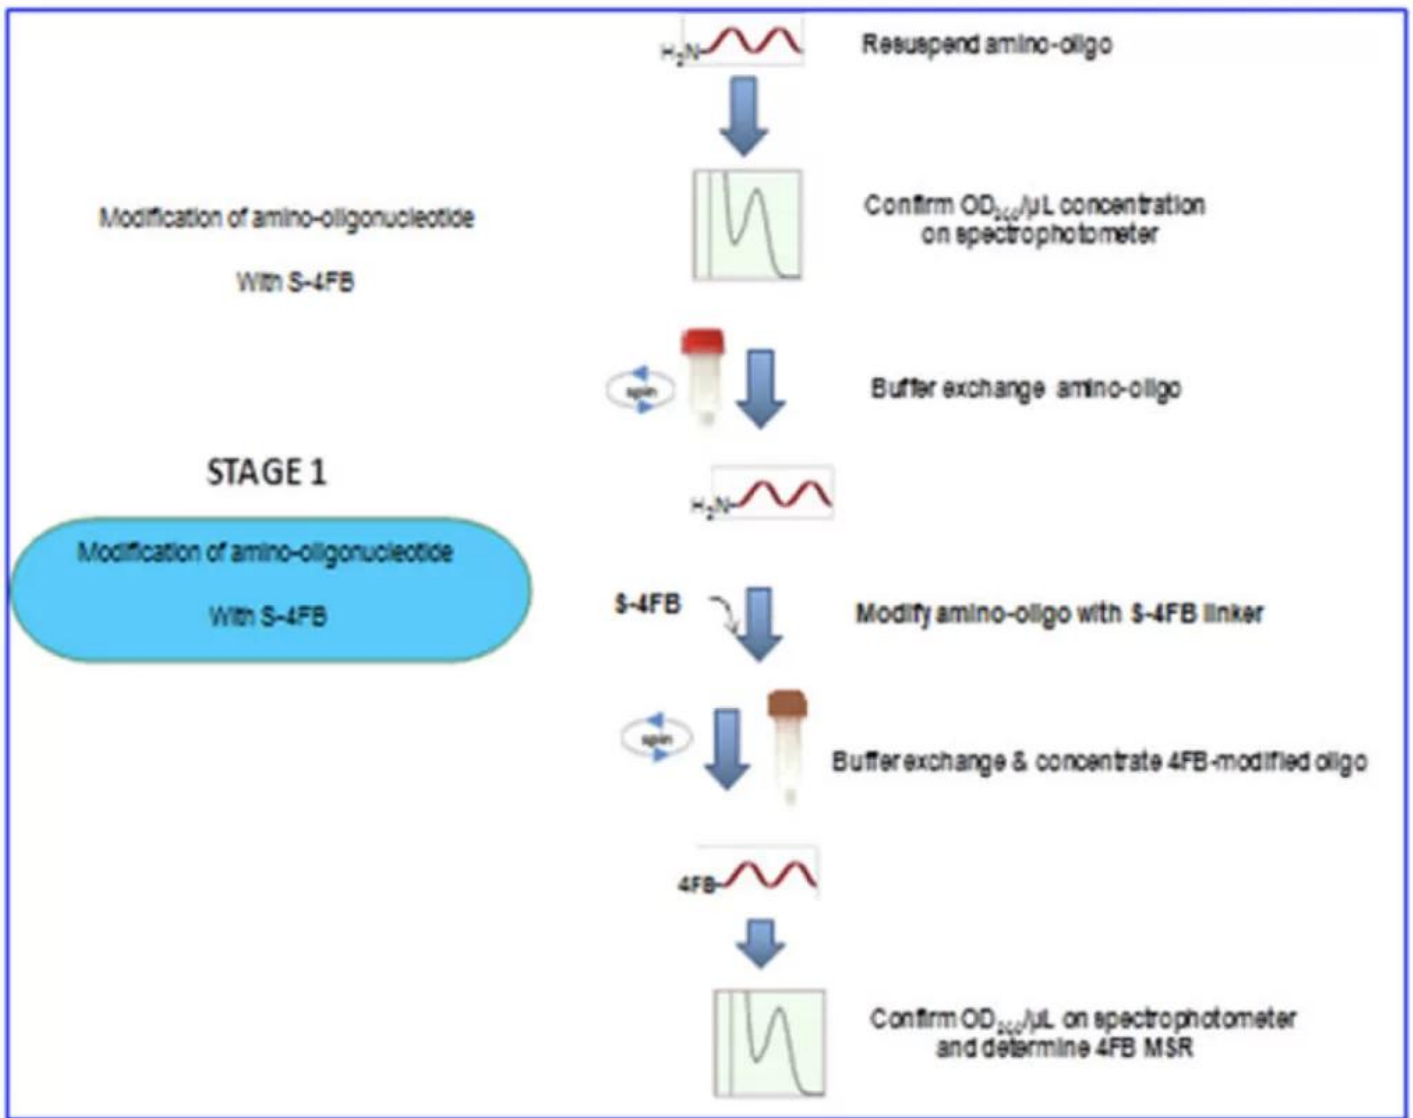 H2N
Resuspend amino-oligo
Confirm OD260/µL concentration
on spectrophotometer
Modification of amino-oligonucleotide
With S-4FB
spin
Buffer exchange amino-oligo
H2N
STAGE 1
Modification of amino-oligonucleotide
With S-4FB
S-4FB
Modify amino-oligo with S-4FB linker
spin
Buffer exchange & concentrate 4FB-modified oligo
4FB
Confirm OD260/µL on spectrophotometer
and determine 4FB MSR